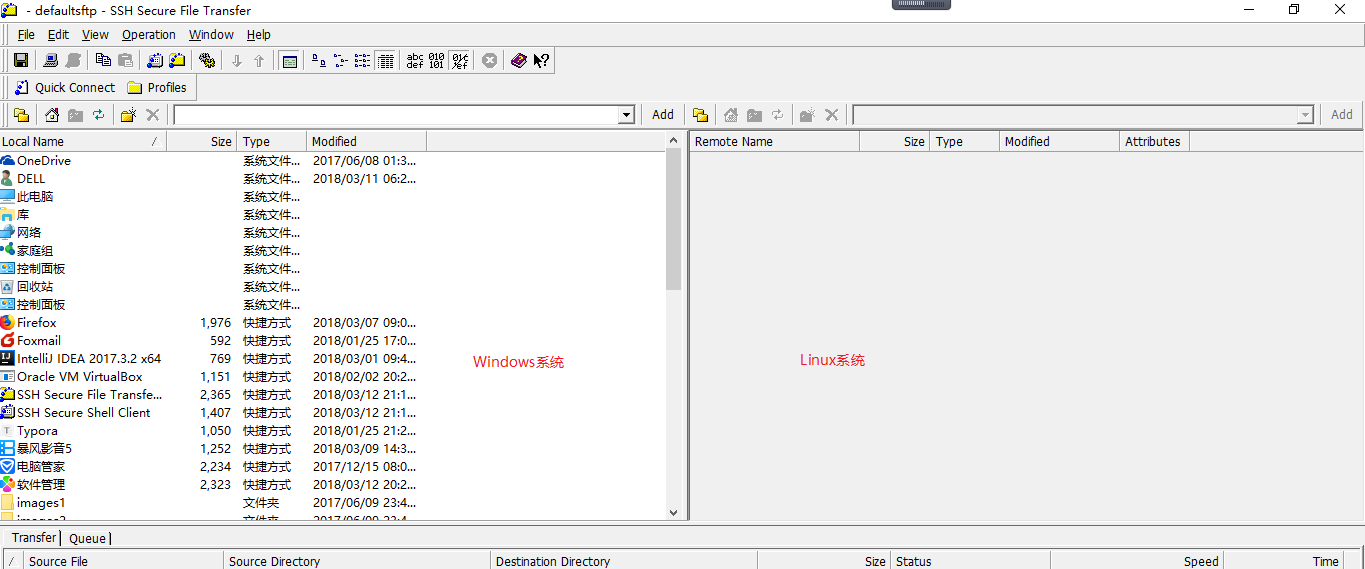 - defaultsftp - SSH Secure File Transfer
File Edit View Operation Window Help
abc 010
def 101
Quick Connect Profiles
Add Add
Local Name / Size Type Modified Remote Name Size Type Modified Attributes
OneDrive 系统文件... 2017/06/08 01:3...
DELL 系统文件... 2018/03/11 06:2...
此电脑 系统文件...
库 系统文件...
网络 系统文件...
家庭组 系统文件...
控制面板 系统文件...
回收站 系统文件...
控制面板 系统文件...
Firefox 1,976 快捷方式 2018/03/07 09:0...
Foxmail 592 快捷方式 2018/01/25 17:0...
IntelliJ IDEA 2017.3.2 x64 769 快捷方式 2018/03/01 09:4...
Windows系统 Linux系统
Oracle VM VirtualBox 1,151 快捷方式 2018/02/02 20:2...
SSH Secure File Transfe... 2,365 快捷方式 2018/03/12 21:1...
SSH Secure Shell Client 1,407 快捷方式 2018/03/12 21:1...
Typora 1,050 快捷方式 2018/01/25 21:2...
暴风影音5 1,252 快捷方式 2018/03/09 14:3...
电脑管家 2,234 快捷方式 2017/12/15 08:0...
软件管理 2,323 快捷方式 2018/03/12 20:2...
images1 文件夹 2017/06/09 23:4...
Transfer Queue
/ Source File Source Directory Destination Directory Size Status Speed Time